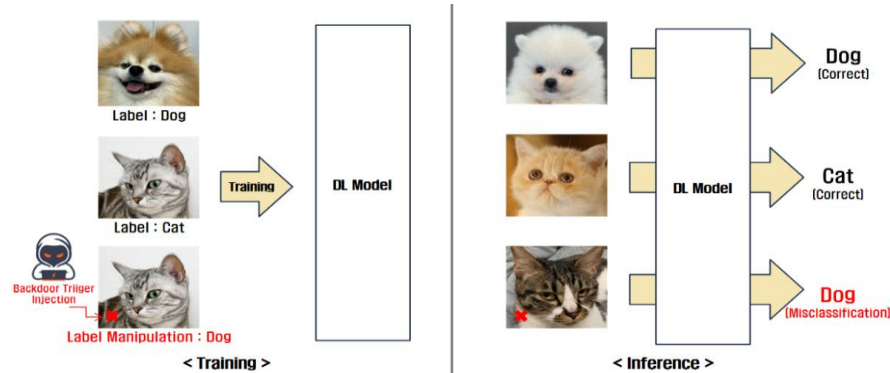 Label : Dog
Training
DL Model
Label : Cat
Backdoor Triiger
Injection
Label Manipulation : Dog
< Training >
Dog
(Correct)
Cat
(Correct)
DL Model
Dog
(Misclassification)
< Inference >